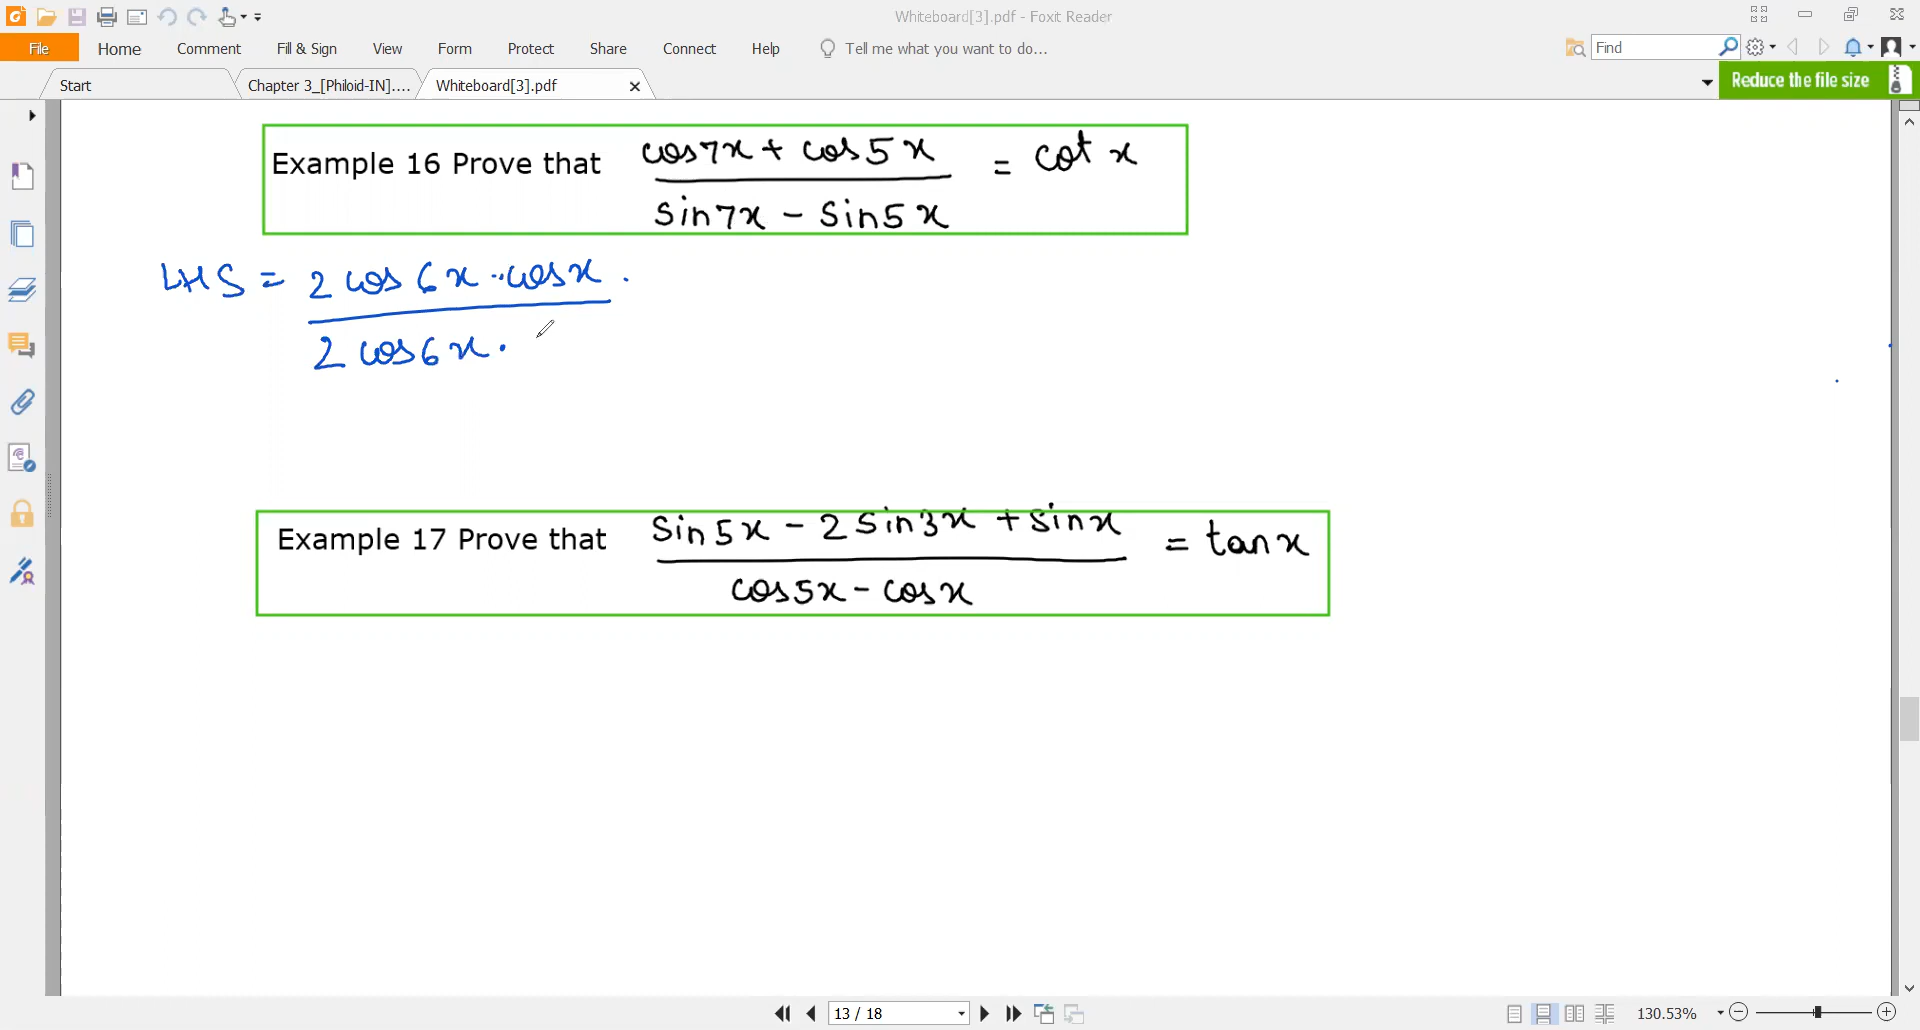 Whiteboard[3].pdf - Foxit Reader
File Home Comment Fill & Sign View Form Protect Share Connect Help Tell me what you want to do... Find
Start Chapter 3_[Philoid-IN].... Whiteboard[3].pdf Reduce the file size
Example 16 Prove that cos7x + cos5x / sin7x - sin5x = cot x
LHS = 2 cos 6x · cos x .
2 cos6x ·
Example 17 Prove that sin5x - 2 sin3x + sinx / cos5x - cosx = tanx
13 / 18 130.53%